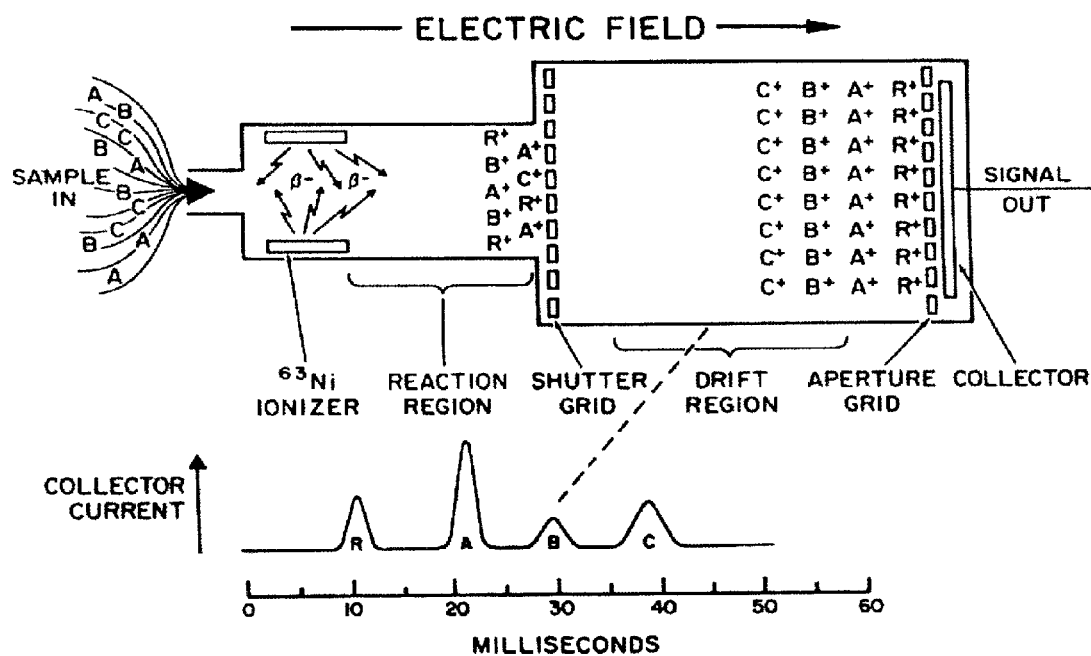 ELECTRIC FIELD
A
B
C
C
B
A
SAMPLE
IN
B
C
B
C
A
A
β- β-
R+
A+
B+
C+
A+
R+
B+
A+
R+
C+ B+ A+ R+
C+ B+ A+ R+
C+ B+ A+ R+
C+ B+ A+ R+
C+ B+ A+ R+
C+ B+ A+ R+
C+ B+ A+ R+
C+ B+ A+ R+
SIGNAL
OUT
63Ni
IONIZER
REACTION
REGION
SHUTTER
GRID
DRIFT
REGION
APERTURE
GRID
COLLECTOR
COLLECTOR
CURRENT
R A B C
0 10 20 30 40 50 60
MILLISECONDS